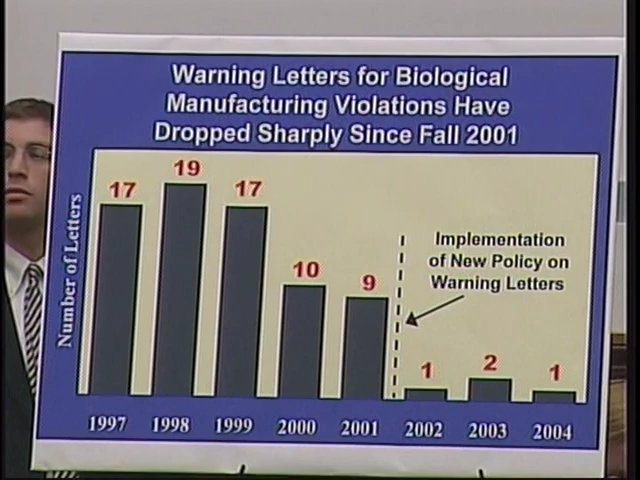 Warning Letters for Biological
Manufacturing Violations Have
Dropped Sharply Since Fall 2001
Number of Letters
17
19
17
10
9
1
2
1
Implementation
of New Policy on
Warning Letters
1997 1998 1999 2000 2001 2002 2003 2004